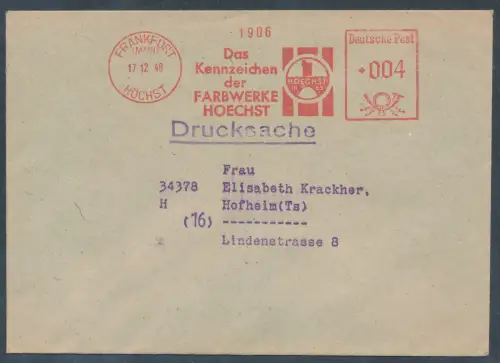 1906
FRANKFURT
(MAIN)
17.12.48
HÖCHST
Das
Kennzeichen
der
FARBWERKE
HOECHST
HOECHST
Deutsche Post
004
Drucksache
Frau
34378 Elisabeth Krackher,
H Hofheim(Ts)
(16) -----------
Lindenstrasse 8